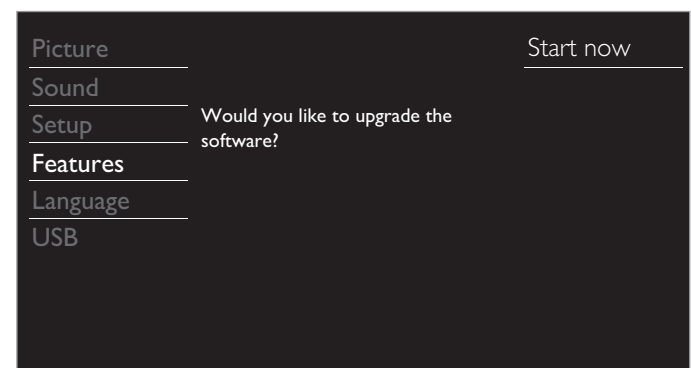 Picture
Sound
Setup
Features
Language
USB
Would you like to upgrade the
software?
Start now